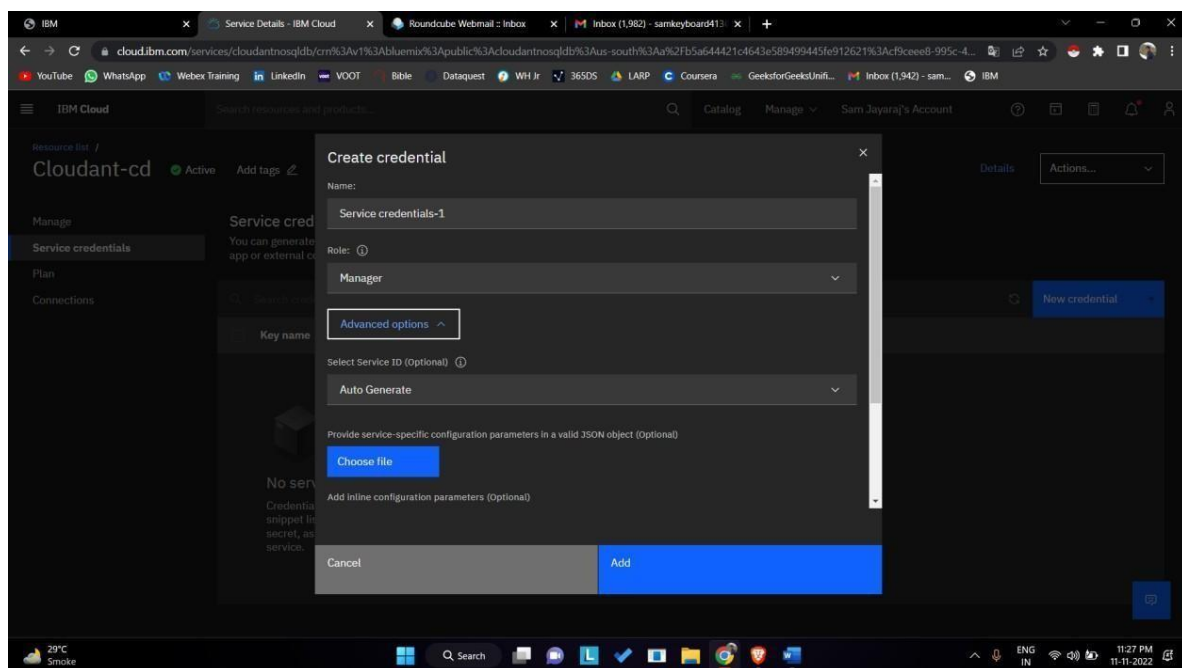 IBM
Service Details - IBM Cloud
Roundcube Webmail :: Inbox
Inbox (1,982) - samkeyboard413
cloud.ibm.com/services/cloudantnosqldb/crn%3Av1%3Abluemix%3Apublic%3Acloudantnosqldb%3Aus-south%3Aa%2Fb5a644421c4643e589499445fe912621%3Acf9ceee8-995c-4...
YouTube WhatsApp Webex Training LinkedIn VOOT Bible Dataquest WH Jr 365DS LARP Coursera GeeksforGeeksUnifi... Inbox (1,942) - sam... IBM
IBM Cloud Search resources and products... Catalog Manage Sam Jayaraj's Account
Resource list /
Cloudant-cd Active Add tags Details Actions...
Manage
Service credentials
Plan
Connections
Service cred
You can generate
app or external c
New credential
Key name
No serv
Credentia
snippet lis
secret, as
service.
Create credential
Name:
Service credentials-1
Role:
Manager
Advanced options
Select Service ID (Optional)
Auto Generate
Provide service-specific configuration parameters in a valid JSON object (Optional)
Choose file
Add inline configuration parameters (Optional)
Cancel Add
29°C
Smoke
Search
ENG
IN
11:27 PM
11-11-2022